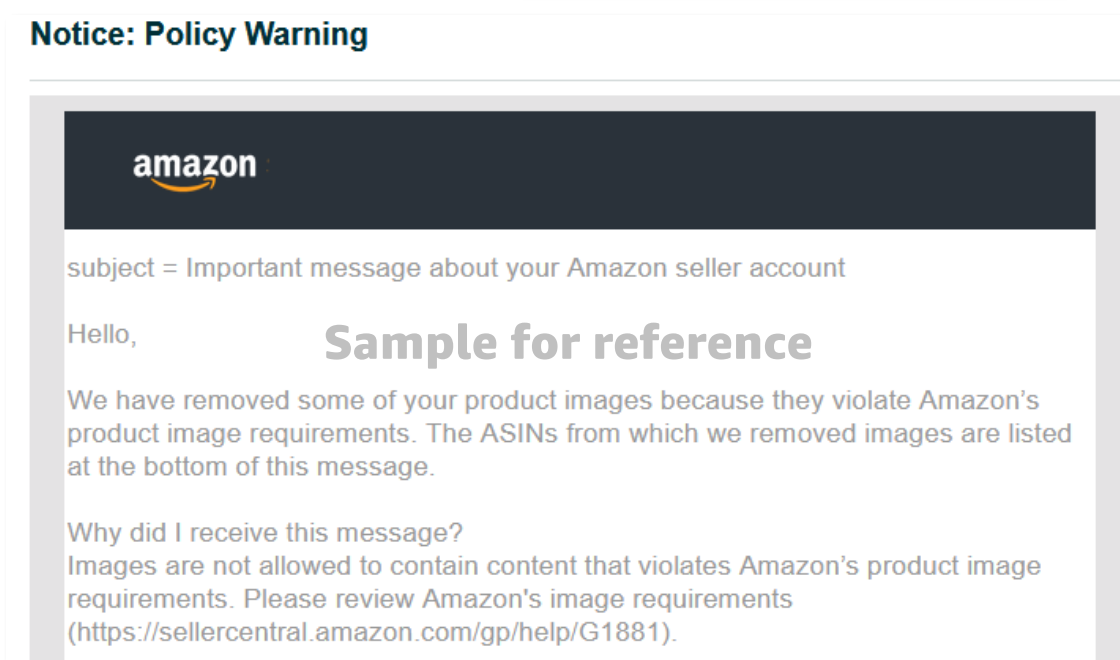 Notice: Policy Warning
amazon
subject = Important message about your Amazon seller account
Hello,
Sample for reference
We have removed some of your product images because they violate Amazon’s
product image requirements. The ASINs from which we removed images are listed
at the bottom of this message.
Why did I receive this message?
Images are not allowed to contain content that violates Amazon’s product image
requirements. Please review Amazon's image requirements
(https://sellercentral.amazon.com/gp/help/G1881).